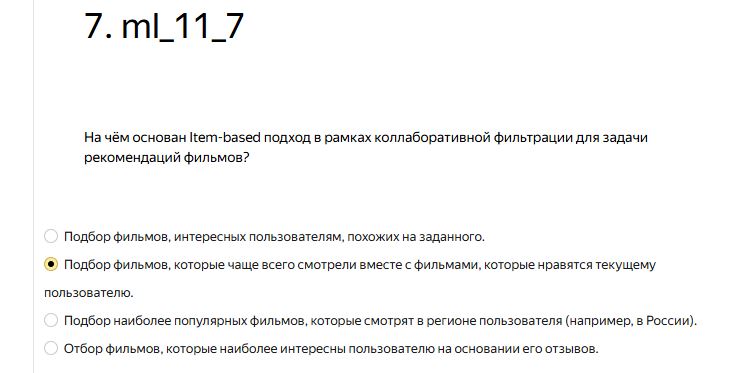 7. ml_11_7
На чём основан Item-based подход в рамках коллаборативной фильтрации для задачи
рекомендаций фильмов?
Подбор фильмов, интересных пользователям, похожих на заданного.
Подбор фильмов, которые чаще всего смотрели вместе с фильмами, которые нравятся текущему
пользователю.
Подбор наиболее популярных фильмов, которые смотрят в регионе пользователя (например, в России).
Отбор фильмов, которые наиболее интересны пользователю на основании его отзывов.